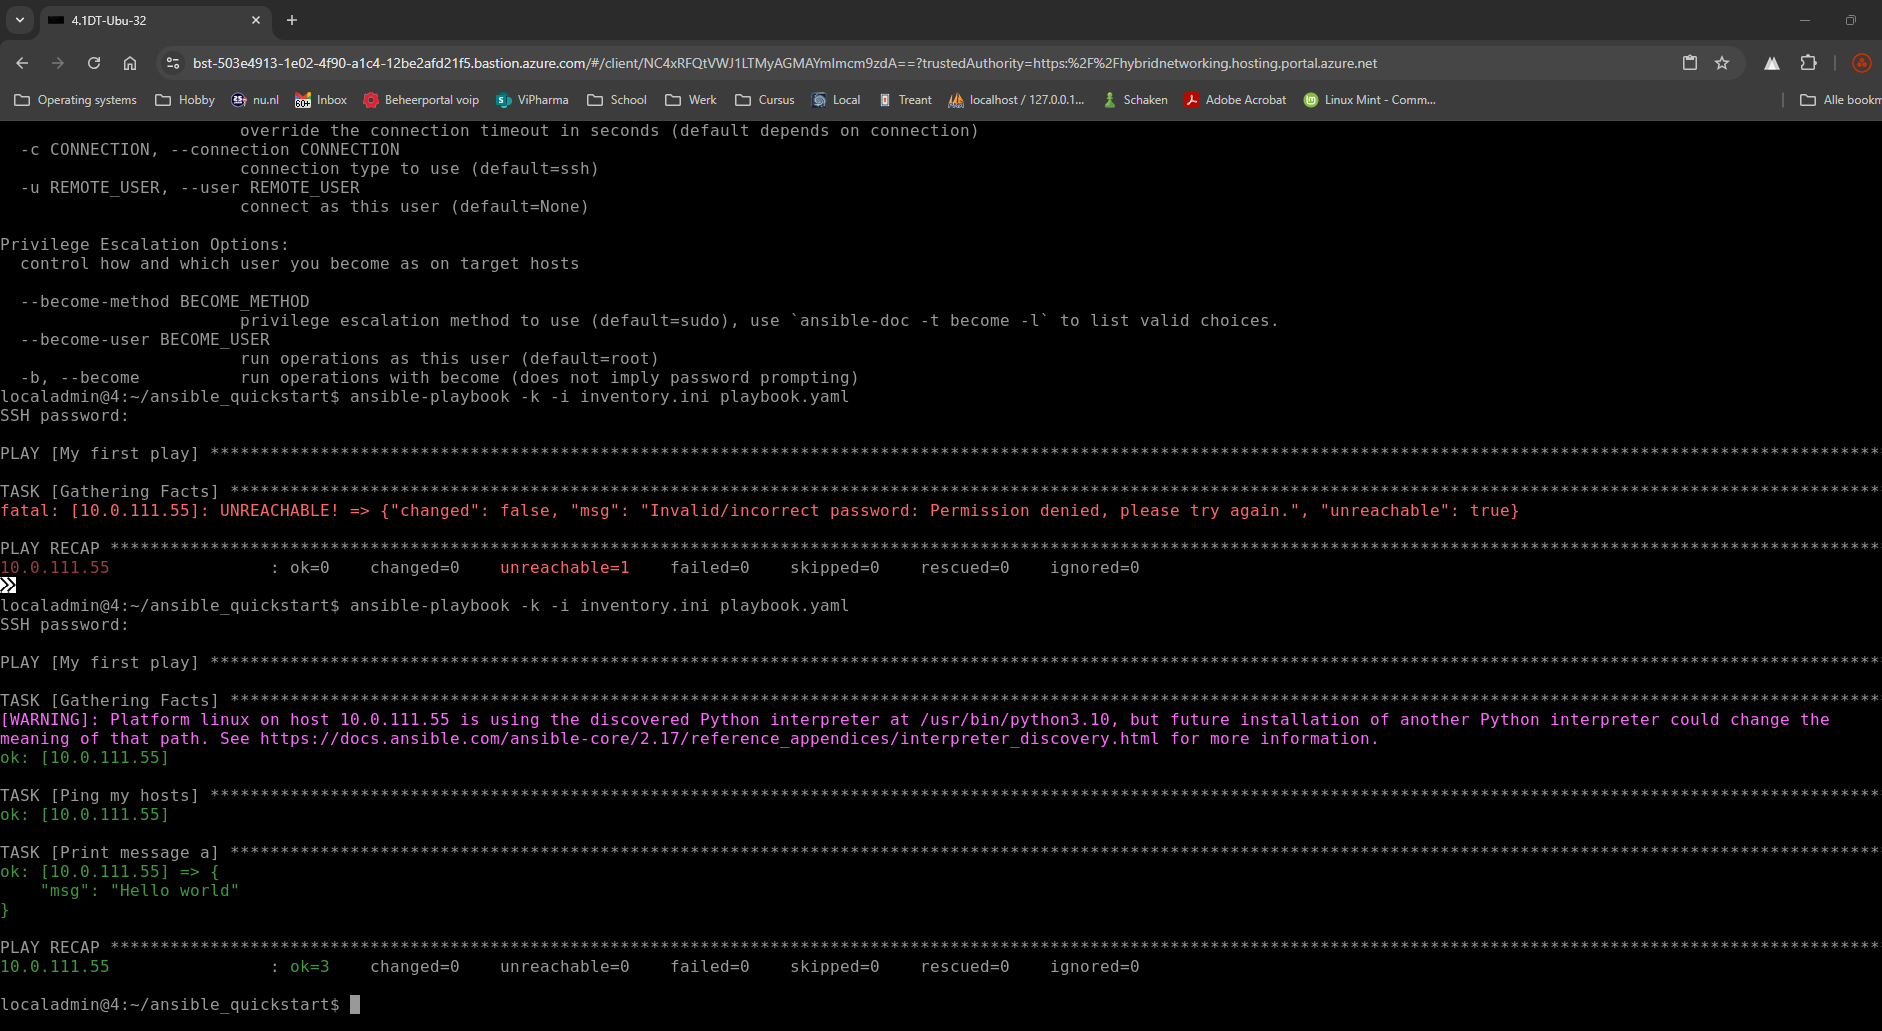 4.1DT-Ubu-32
bst-503e4913-1e02-4f90-a1c4-12be2afd21f5.bastion.azure.com/#/client/NC4xRFQtVWJ1LTMyAGMAYmlmcm9zdA==?trustedAuthority=https:%2F%2Fhybridnetworking.hosting.portal.azure.net
Operating systems Hobby nu.nl 60+ Inbox Beheerportal voip S ViPharma School Werk Cursus Local Treant localhost / 127.0.0.1... Schaken Adobe Acrobat Linux Mint - Comm... Alle bookm
override the connection timeout in seconds (default depends on connection)
-c CONNECTION, --connection CONNECTION
connection type to use (default=ssh)
-u REMOTE_USER, --user REMOTE_USER
connect as this user (default=None)
Privilege Escalation Options:
control how and which user you become as on target hosts
--become-method BECOME_METHOD
privilege escalation method to use (default=sudo), use `ansible-doc -t become -l` to list valid choices.
--become-user BECOME_USER
run operations as this user (default=root)
-b, --become run operations with become (does not imply password prompting)
localadmin@4:~/ansible_quickstart$ ansible-playbook -k -i inventory.ini playbook.yaml
SSH password:
PLAY [My first play] ***********************************************************************************************************************************************************************
TASK [Gathering Facts] *********************************************************************************************************************************************************************
fatal: [10.0.111.55]: UNREACHABLE! => {"changed": false, "msg": "Invalid/incorrect password: Permission denied, please try again.", "unreachable": true}
PLAY RECAP *********************************************************************************************************************************************************************************
10.0.111.55 : ok=0 changed=0 unreachable=1 failed=0 skipped=0 rescued=0 ignored=0
localadmin@4:~/ansible_quickstart$ ansible-playbook -k -i inventory.ini playbook.yaml
SSH password:
PLAY [My first play] ***********************************************************************************************************************************************************************
TASK [Gathering Facts] *********************************************************************************************************************************************************************
[WARNING]: Platform linux on host 10.0.111.55 is using the discovered Python interpreter at /usr/bin/python3.10, but future installation of another Python interpreter could change the
meaning of that path. See https://docs.ansible.com/ansible-core/2.17/reference_appendices/interpreter_discovery.html for more information.
ok: [10.0.111.55]
TASK [Ping my hosts] ***********************************************************************************************************************************************************************
ok: [10.0.111.55]
TASK [Print message a] *********************************************************************************************************************************************************************
ok: [10.0.111.55] => {
"msg": "Hello world"
}
PLAY RECAP *********************************************************************************************************************************************************************************
10.0.111.55 : ok=3 changed=0 unreachable=0 failed=0 skipped=0 rescued=0 ignored=0
localadmin@4:~/ansible_quickstart$